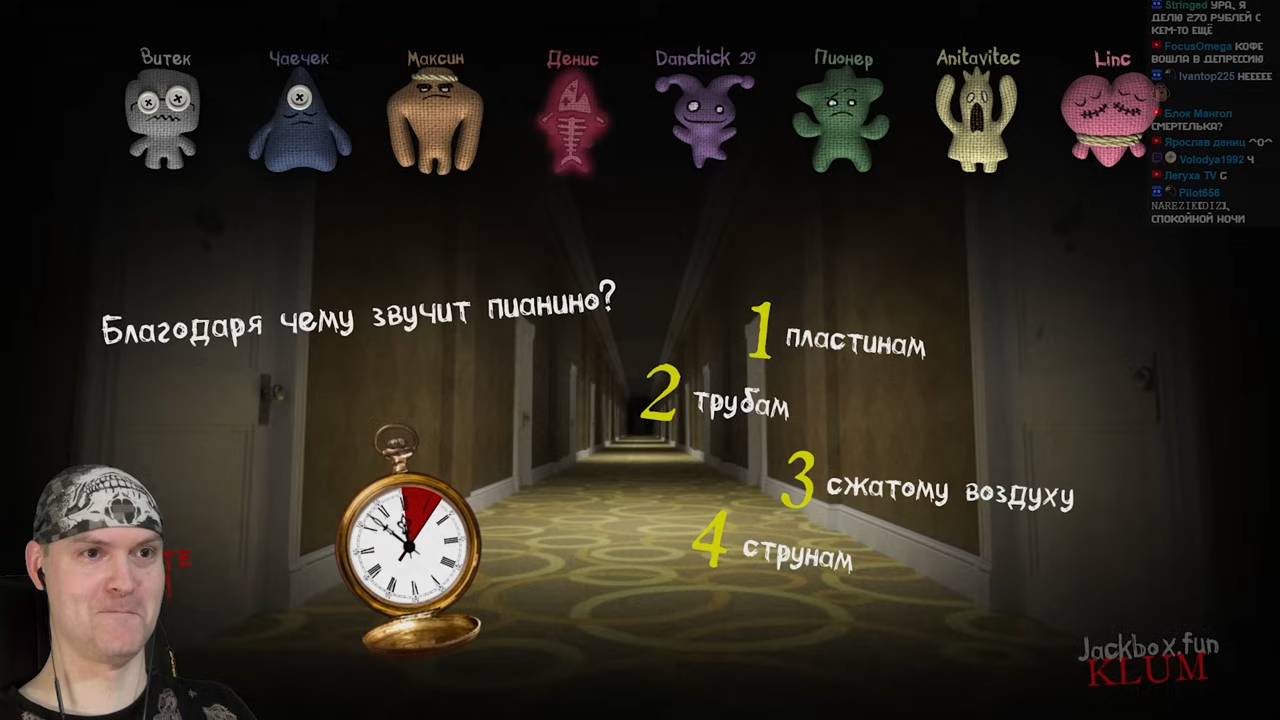 Витек
Чаечек
Максин
Денис
Danchick 29
Пионер
Anitavitec
Linc
Stringed УРА, Я
ДЕЛЮ 270 РУБЛЕЙ С
КЕМ-ТО ЕЩЁ
FocusOmega КОФЕ
ВОШЛА В ДЕПРЕССИЮ
Ivantop225 НЕЕЕЕЕ
Блок Мангол
СМЕРТЕЛЬКА?
Ярослав дениц ^O^
Volodya1992 Ч
Легуха TV С
Pilot656
NAREZIKIDIZI,
СПОКОЙНОЙ НОЧИ
Благодаря чему звучит пианино?
1 пластинам
2 трубам
3 сжатому воздуху
4 струнам
Jackbox.fun
KLUM